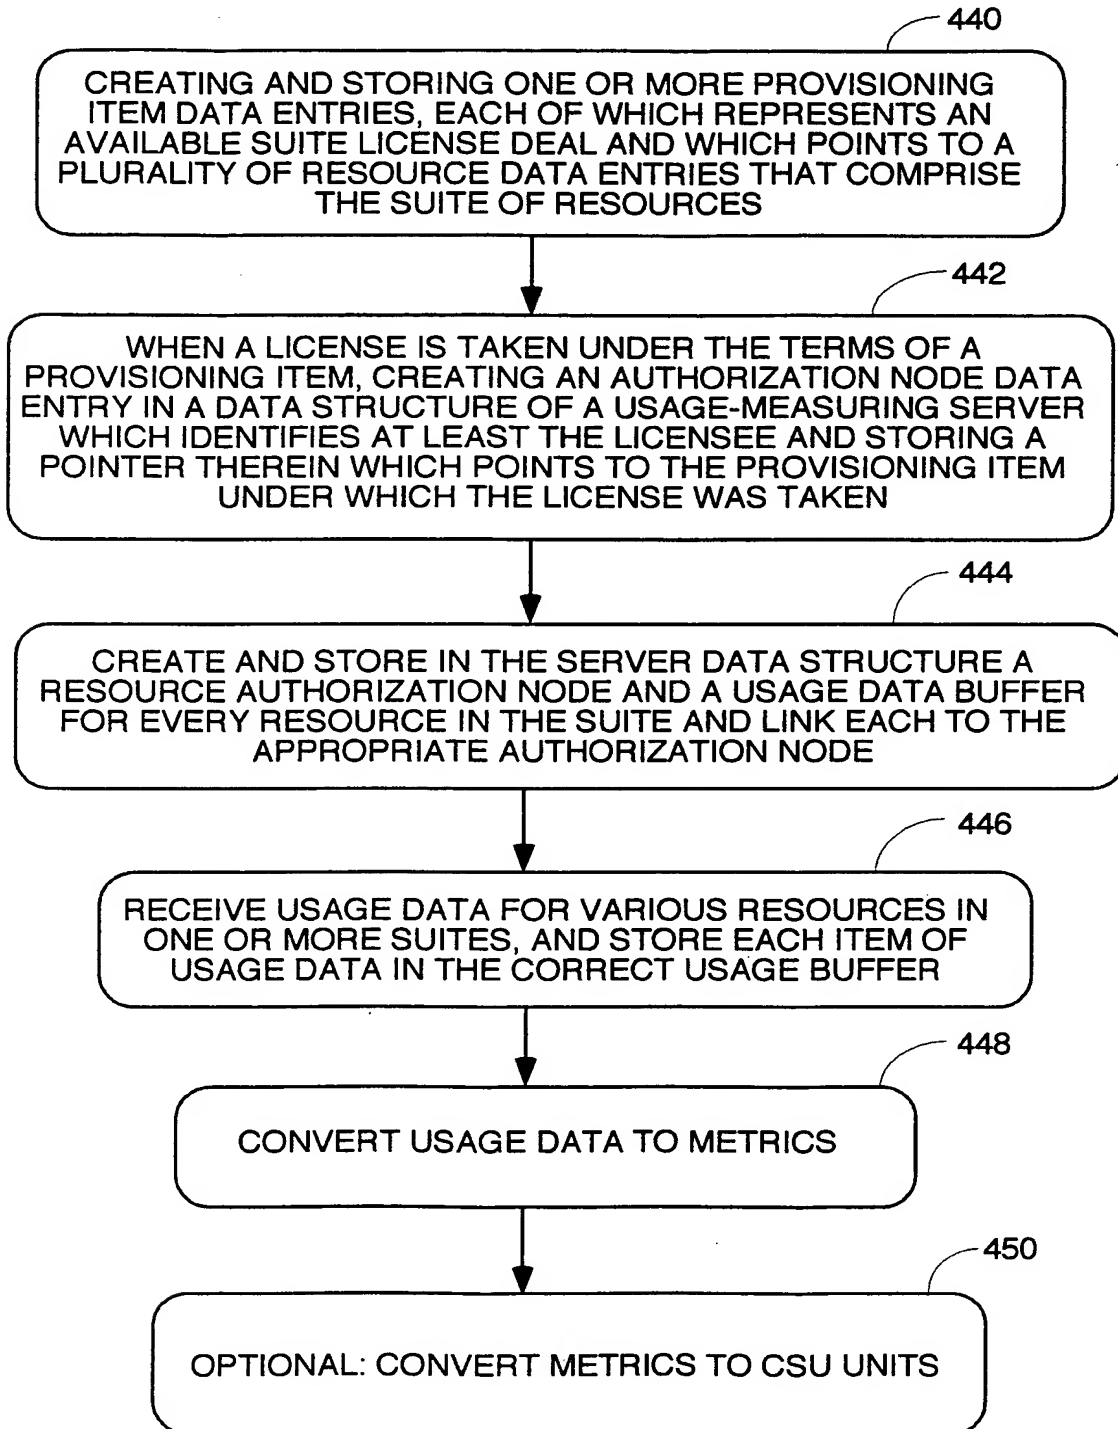 440
CREATING AND STORING ONE OR MORE PROVISIONING
ITEM DATA ENTRIES, EACH OF WHICH REPRESENTS AN
AVAILABLE SUITE LICENSE DEAL AND WHICH POINTS TO A
PLURALITY OF RESOURCE DATA ENTRIES THAT COMPRISE
THE SUITE OF RESOURCES
442
WHEN A LICENSE IS TAKEN UNDER THE TERMS OF A
PROVISIONING ITEM, CREATING AN AUTHORIZATION NODE DATA
ENTRY IN A DATA STRUCTURE OF A USAGE-MEASURING SERVER
WHICH IDENTIFIES AT LEAST THE LICENSEE AND STORING A
POINTER THEREIN WHICH POINTS TO THE PROVISIONING ITEM
UNDER WHICH THE LICENSE WAS TAKEN
444
CREATE AND STORE IN THE SERVER DATA STRUCTURE A
RESOURCE AUTHORIZATION NODE AND A USAGE DATA BUFFER
FOR EVERY RESOURCE IN THE SUITE AND LINK EACH TO THE
APPROPRIATE AUTHORIZATION NODE
446
RECEIVE USAGE DATA FOR VARIOUS RESOURCES IN
ONE OR MORE SUITES, AND STORE EACH ITEM OF
USAGE DATA IN THE CORRECT USAGE BUFFER
448
CONVERT USAGE DATA TO METRICS
450
OPTIONAL: CONVERT METRICS TO CSU UNITS